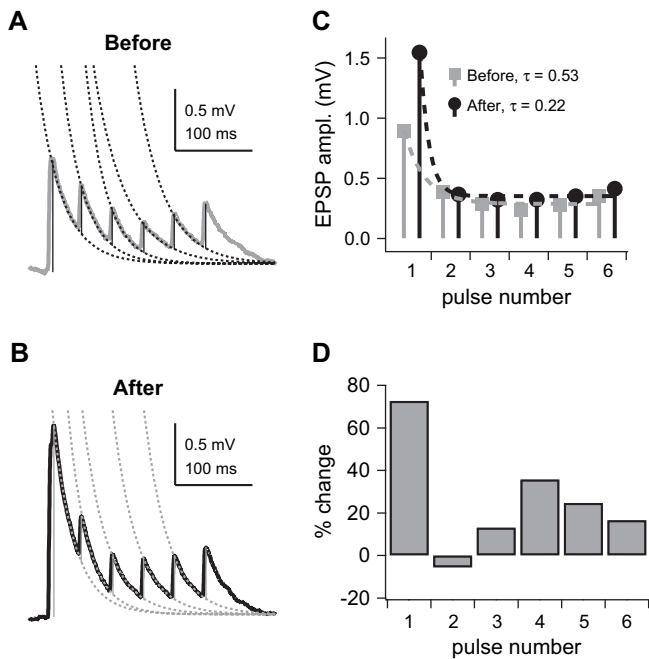 A
Before
0.5 mV
100 ms
B
After
0.5 mV
100 ms
C
EPSP ampl. (mV)
1.5
1.0
0.5
0.0
Before, τ = 0.53
After, τ = 0.22
1 2 3 4 5 6
pulse number
D
% change
80
60
40
20
0
-20
1 2 3 4 5 6
pulse number